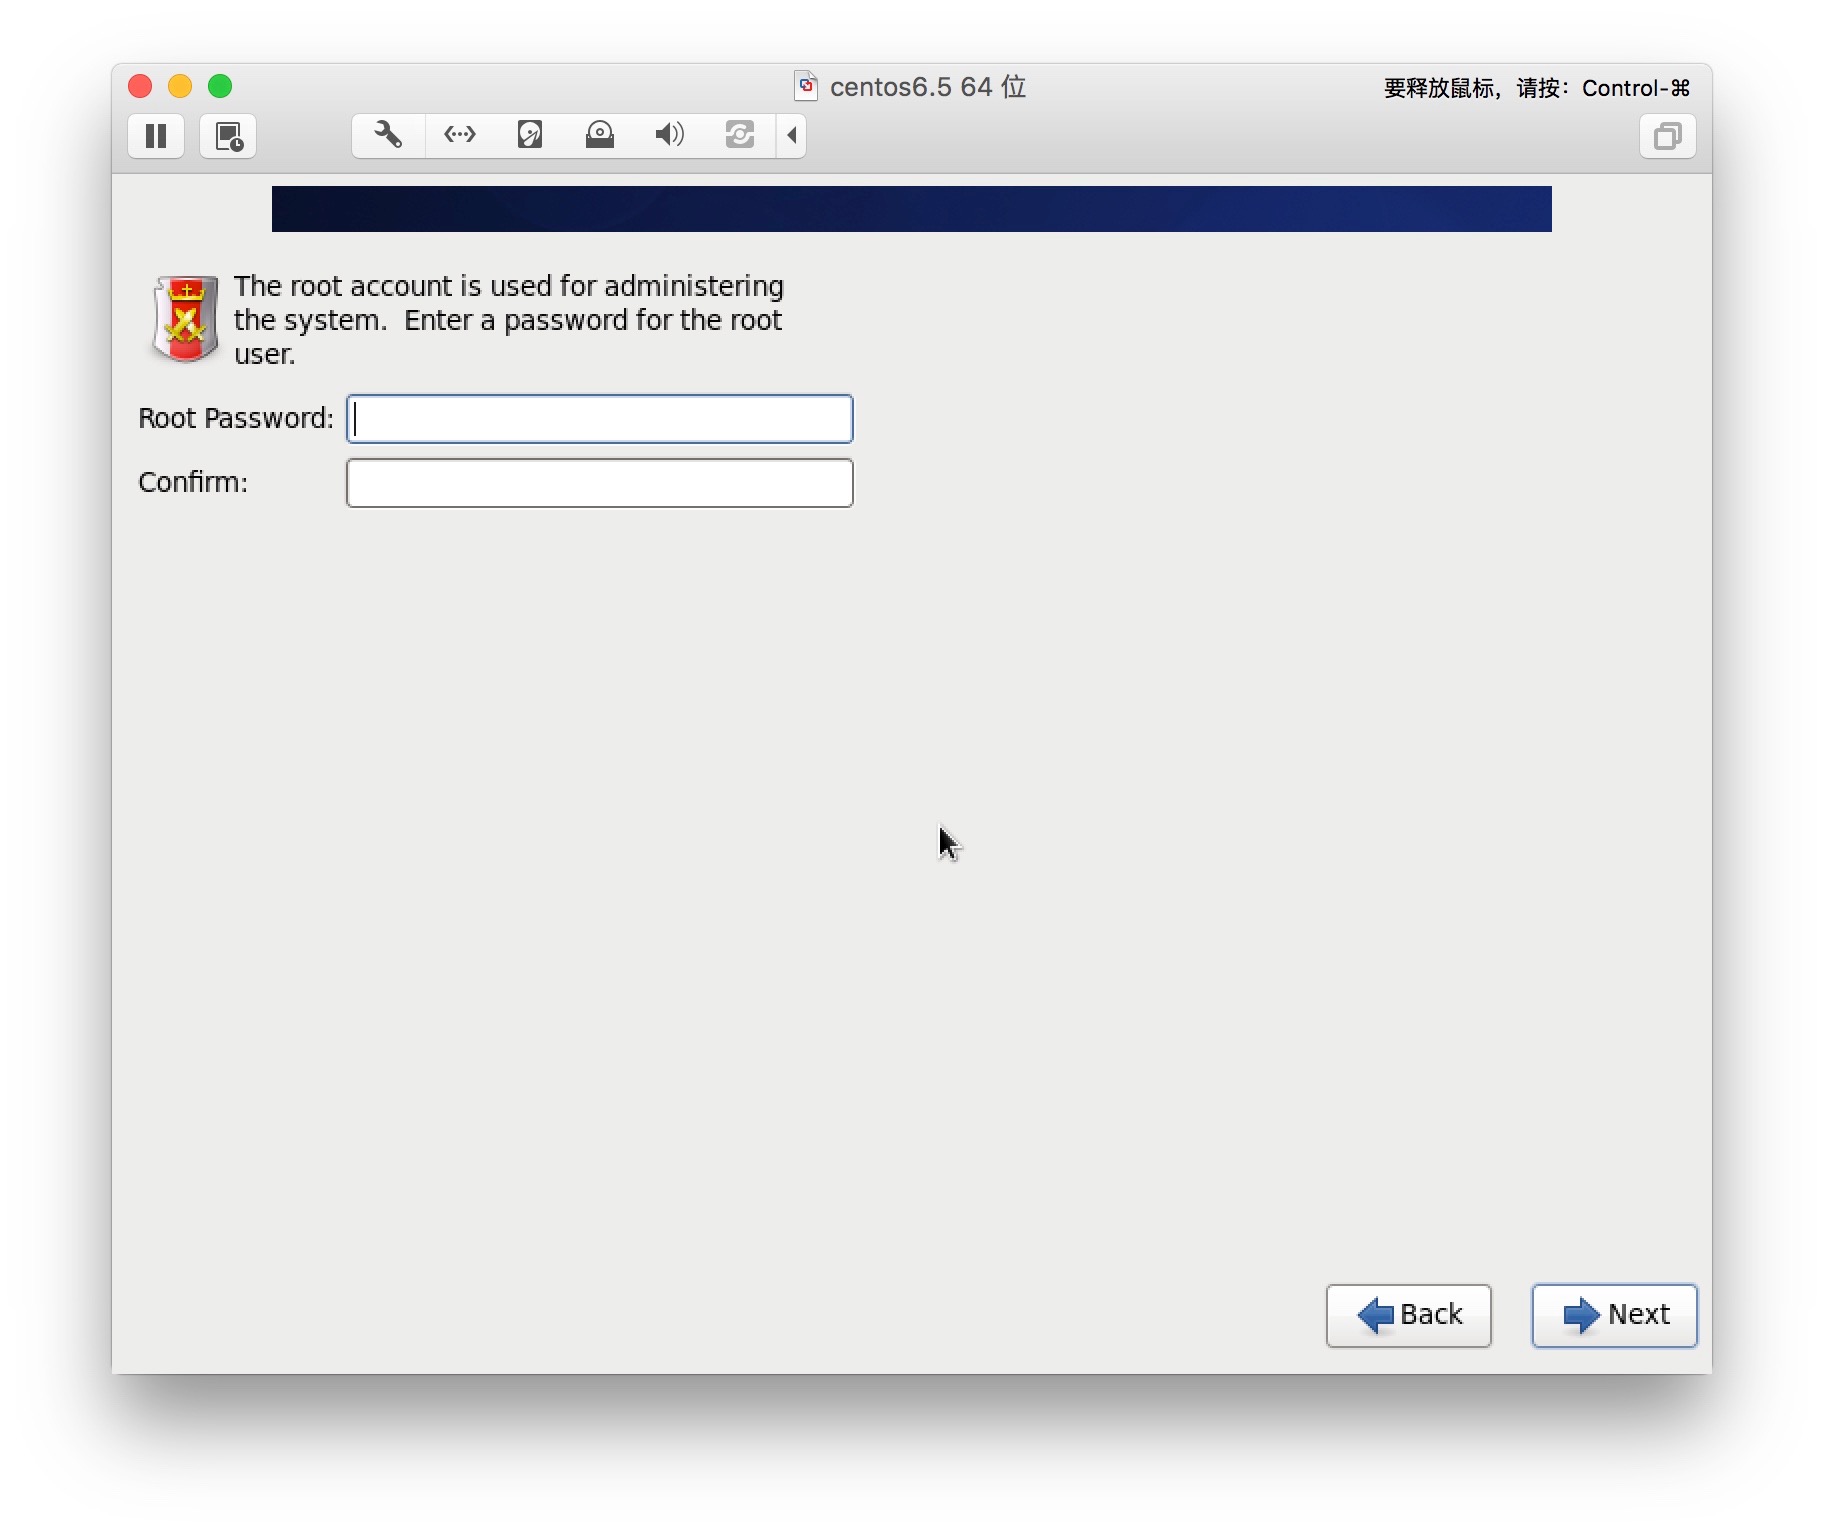 centos6.5 64 位
要释放鼠标，请按：Control-⌘
The root account is used for administering
the system.  Enter a password for the root
user.
Root Password:
Confirm:
Back
Next